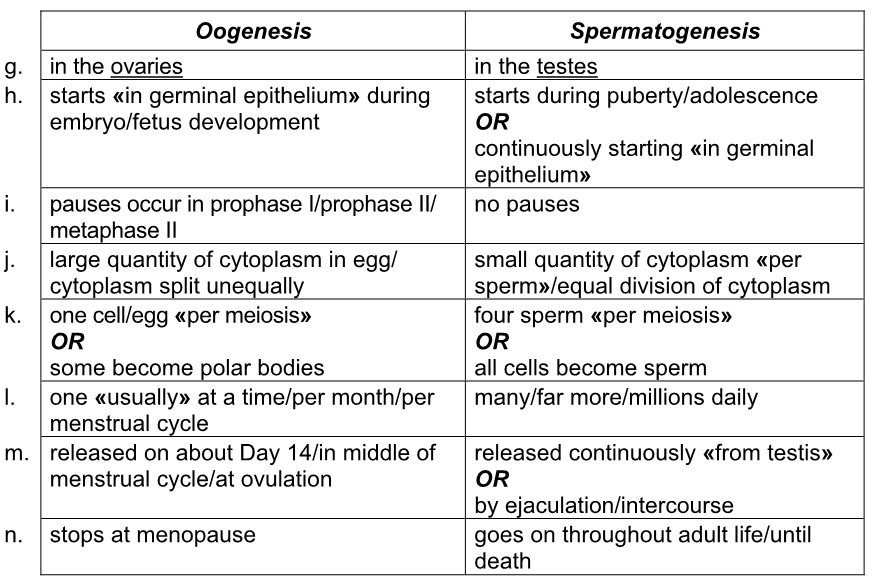 Oogenesis Spermatogenesis
g. in the ovaries in the testes
h. starts «in germinal epithelium» during starts during puberty/adolescence
embryo/fetus development OR
continuously starting «in germinal
epithelium»
i. pauses occur in prophase I/prophase II/ no pauses
metaphase II
j. large quantity of cytoplasm in egg/ small quantity of cytoplasm «per
cytoplasm split unequally sperm»/equal division of cytoplasm
k. one cell/egg «per meiosis» four sperm «per meiosis»
OR OR
some become polar bodies all cells become sperm
l. one «usually» at a time/per month/per many/far more/millions daily
menstrual cycle
m. released on about Day 14/in middle of released continuously «from testis»
menstrual cycle/at ovulation OR
by ejaculation/intercourse
n. stops at menopause goes on throughout adult life/until
death